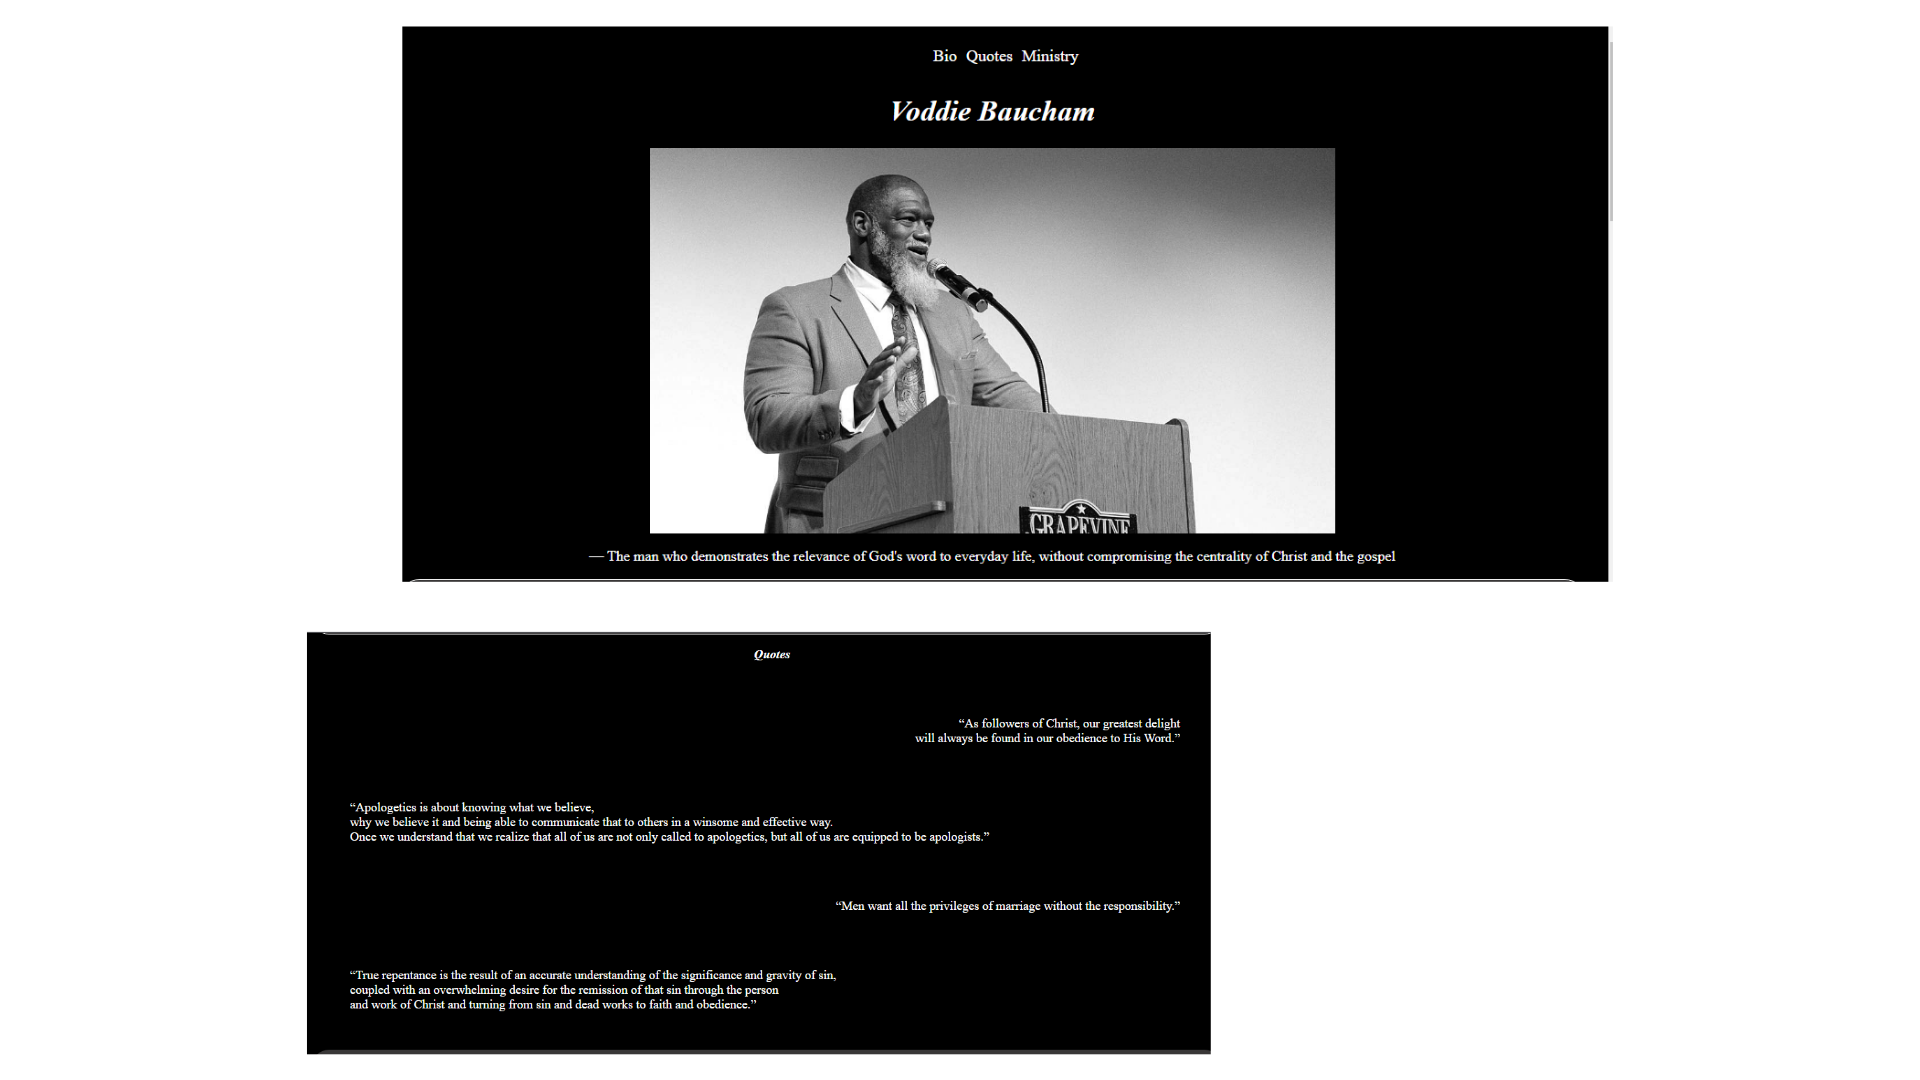 Bio Quotes Ministry
Voddie Baucham
GRAPEVINE
— The man who demonstrates the relevance of God's word to everyday life, without compromising the centrality of Christ and the gospel
Quotes
“As followers of Christ, our greatest delight
will always be found in our obedience to His Word.”
“Apologetics is about knowing what we believe,
why we believe it and being able to communicate that to others in a winsome and effective way.
Once we understand that we realize that all of us are not only called to apologetics, but all of us are equipped to be apologists.”
“Men want all the privileges of marriage without the responsibility.”
“True repentance is the result of an accurate understanding of the significance and gravity of sin,
coupled with an overwhelming desire for the remission of that sin through the person
and work of Christ and turning from sin and dead works to faith and obedience.”